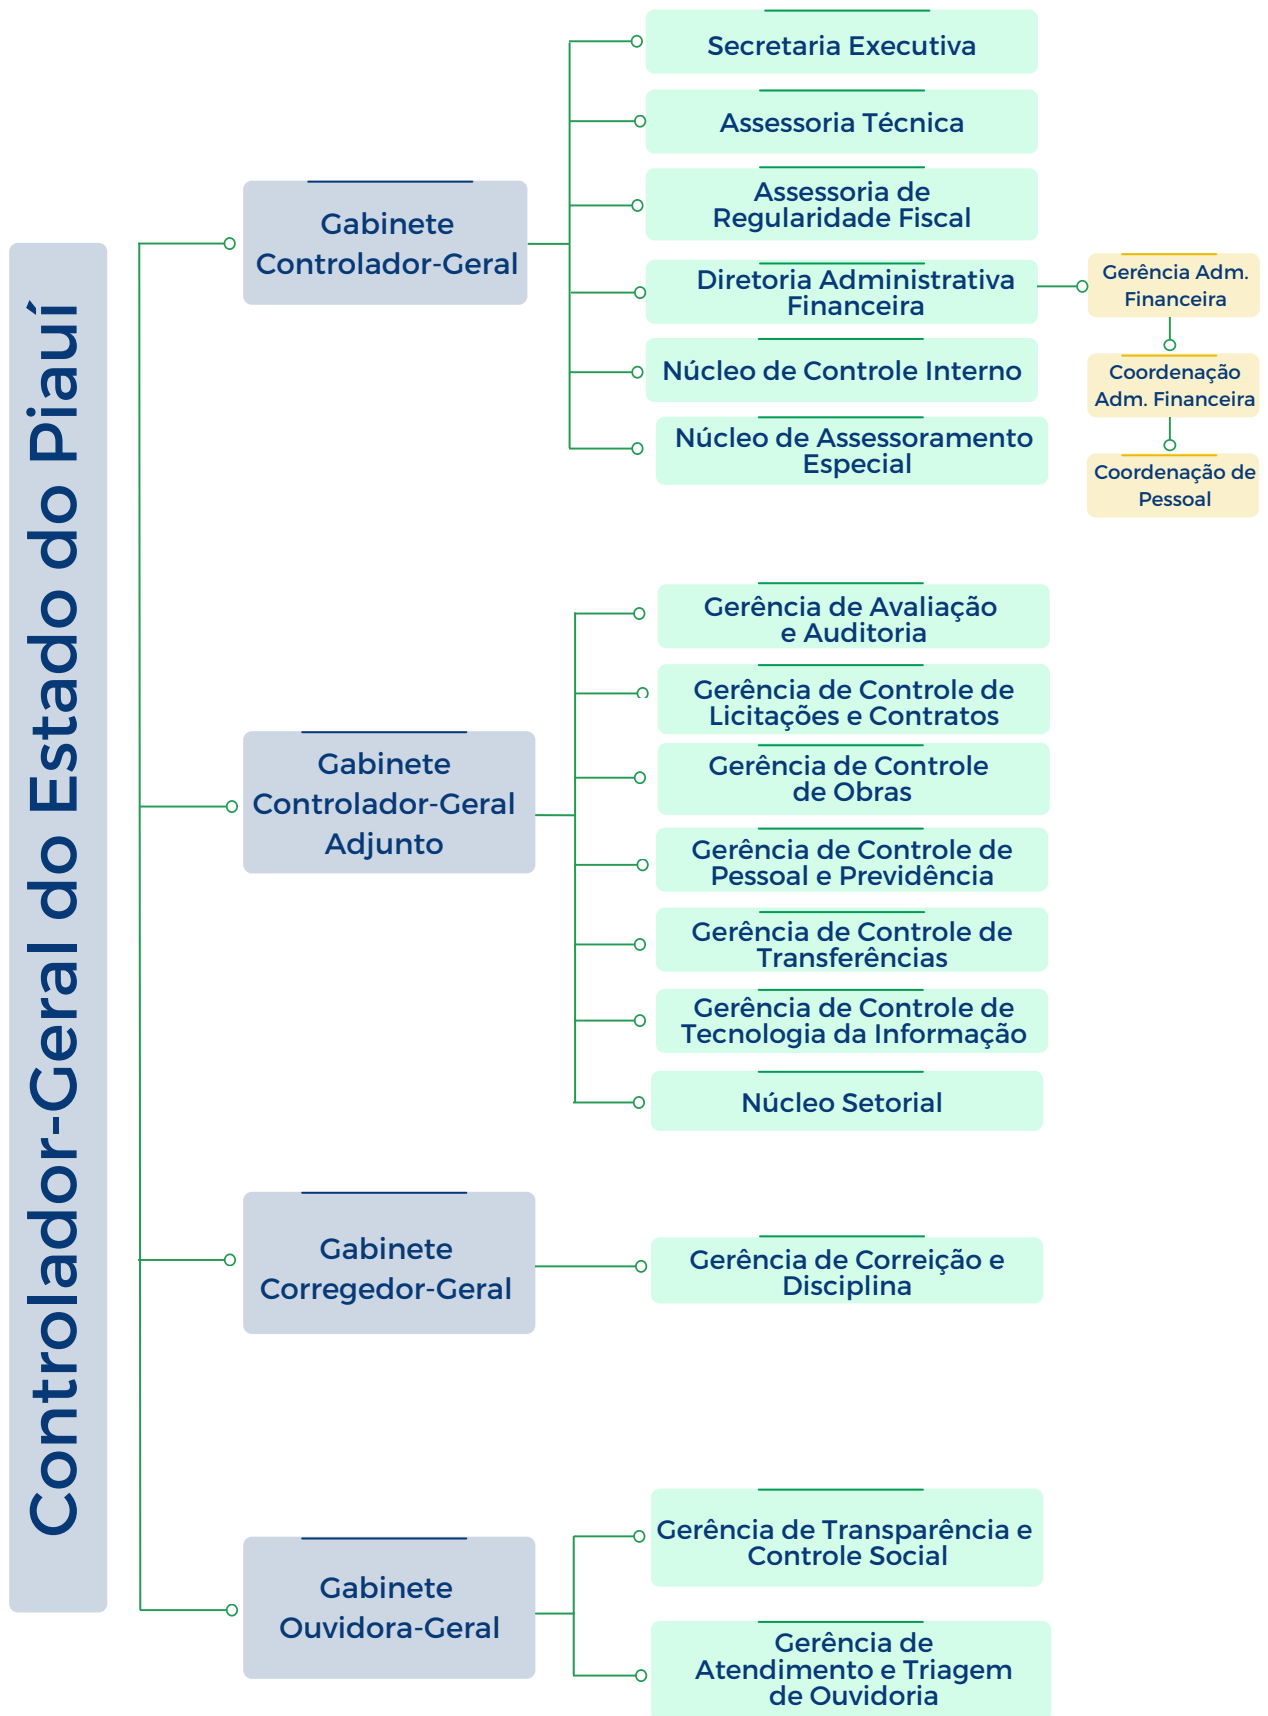 Controlador-Geral do Estado do Piauí
Gabinete
Controlador-Geral
Secretaria Executiva
Assessoria Técnica
Assessoria de
Regularidade Fiscal
Diretoria Administrativa
Financeira
Gerência Adm.
Financeira
Coordenação
Adm. Financeira
Coordenação de
Pessoal
Núcleo de Controle Interno
Núcleo de Assessoramento
Especial
Gabinete
Controlador-Geral
Adjunto
Gerência de Avaliação
e Auditoria
Gerência de Controle de
Licitações e Contratos
Gerência de Controle
de Obras
Gerência de Controle de
Pessoal e Previdência
Gerência de Controle de
Transferências
Gerência de Controle de
Tecnologia da Informação
Núcleo Setorial
Gabinete
Corregedor-Geral
Gerência de Correição e
Disciplina
Gabinete
Ouvidora-Geral
Gerência de Transparência e
Controle Social
Gerência de
Atendimento e Triagem
de Ouvidoria